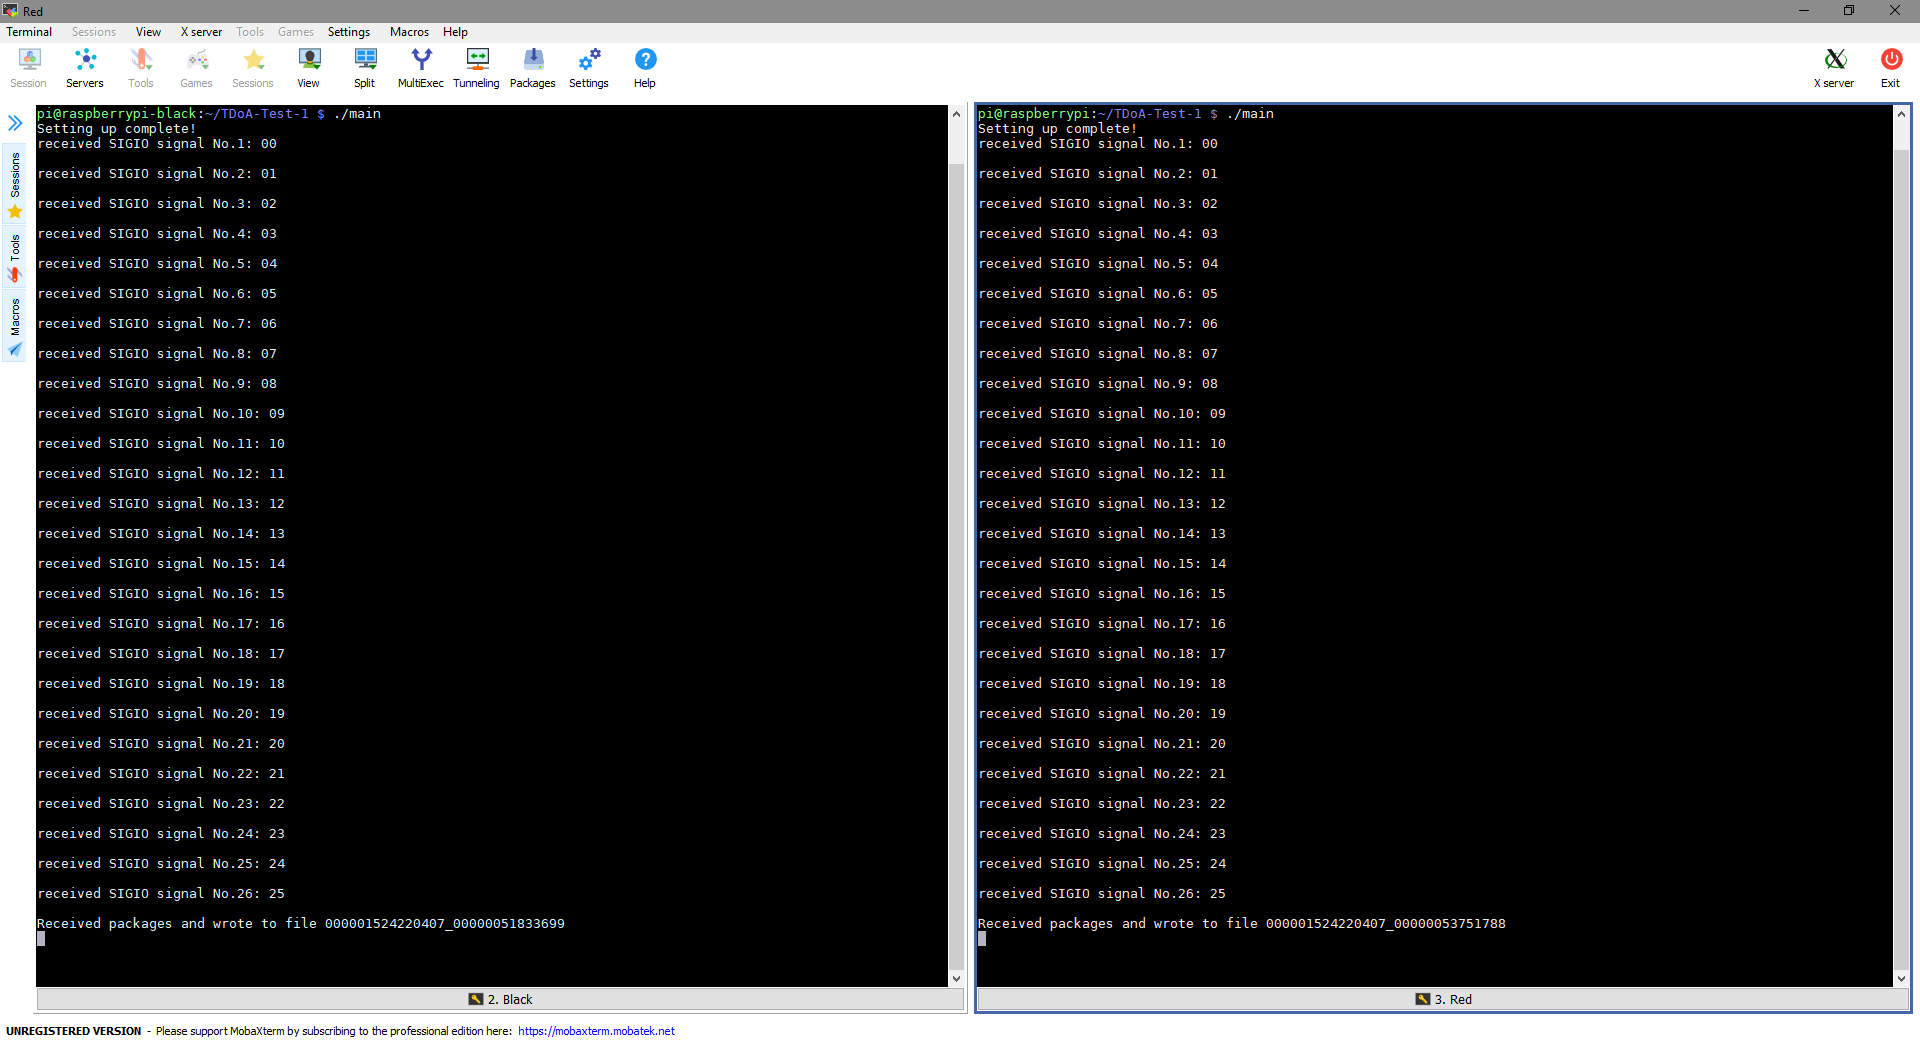 Red
Terminal Sessions View X server Tools Games Settings Macros Help
Session Servers Tools Games Sessions View Split MultiExec Tunneling Packages Settings Help X server Exit
Sessions
Tools
Macros
pi@raspberrypi-black:~/TDoA-Test-1 $ ./main
Setting up complete!
received SIGIO signal No.1: 00
received SIGIO signal No.2: 01
received SIGIO signal No.3: 02
received SIGIO signal No.4: 03
received SIGIO signal No.5: 04
received SIGIO signal No.6: 05
received SIGIO signal No.7: 06
received SIGIO signal No.8: 07
received SIGIO signal No.9: 08
received SIGIO signal No.10: 09
received SIGIO signal No.11: 10
received SIGIO signal No.12: 11
received SIGIO signal No.13: 12
received SIGIO signal No.14: 13
received SIGIO signal No.15: 14
received SIGIO signal No.16: 15
received SIGIO signal No.17: 16
received SIGIO signal No.18: 17
received SIGIO signal No.19: 18
received SIGIO signal No.20: 19
received SIGIO signal No.21: 20
received SIGIO signal No.22: 21
received SIGIO signal No.23: 22
received SIGIO signal No.24: 23
received SIGIO signal No.25: 24
received SIGIO signal No.26: 25
Received packages and wrote to file 000001524220407_00000051833699
2. Black
pi@raspberrypi:~/TDoA-Test-1 $ ./main
Setting up complete!
received SIGIO signal No.1: 00
received SIGIO signal No.2: 01
received SIGIO signal No.3: 02
received SIGIO signal No.4: 03
received SIGIO signal No.5: 04
received SIGIO signal No.6: 05
received SIGIO signal No.7: 06
received SIGIO signal No.8: 07
received SIGIO signal No.9: 08
received SIGIO signal No.10: 09
received SIGIO signal No.11: 10
received SIGIO signal No.12: 11
received SIGIO signal No.13: 12
received SIGIO signal No.14: 13
received SIGIO signal No.15: 14
received SIGIO signal No.16: 15
received SIGIO signal No.17: 16
received SIGIO signal No.18: 17
received SIGIO signal No.19: 18
received SIGIO signal No.20: 19
received SIGIO signal No.21: 20
received SIGIO signal No.22: 21
received SIGIO signal No.23: 22
received SIGIO signal No.24: 23
received SIGIO signal No.25: 24
received SIGIO signal No.26: 25
Received packages and wrote to file 000001524220407_00000053751788
3. Red
UNREGISTERED VERSION - Please support MobaXterm by subscribing to the professional edition here: https://mobaxterm.mobatek.net